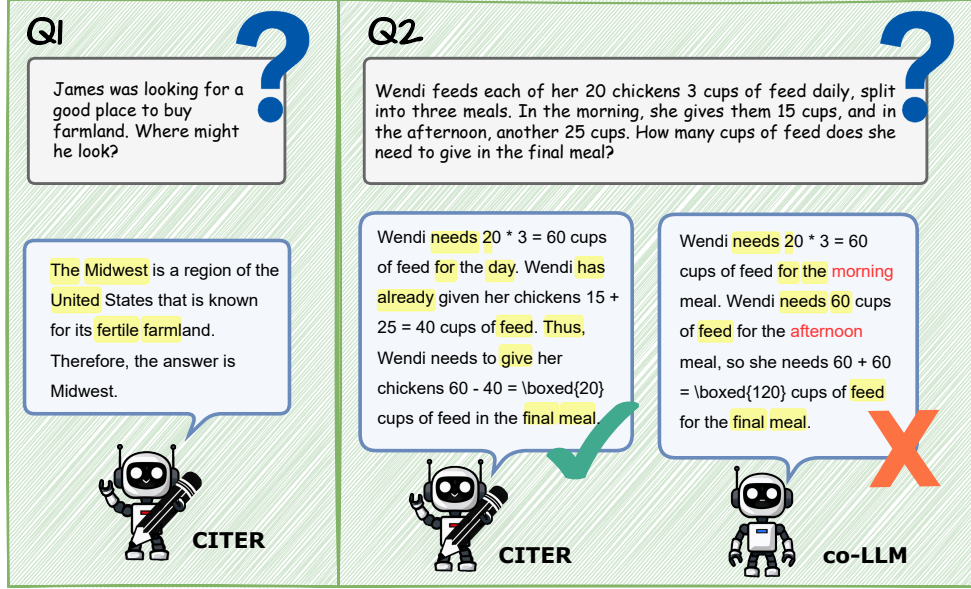 Q1
?
James was looking for a
good place to buy
farmland. Where might
he look?
The Midwest is a region of the
United States that is known
for its fertile farmland.
Therefore, the answer is
Midwest.
CITER
Q2
?
Wendi feeds each of her 20 chickens 3 cups of feed daily, split
into three meals. In the morning, she gives them 15 cups, and in
the afternoon, another 25 cups. How many cups of feed does she
need to give in the final meal?
Wendi needs 20 * 3 = 60 cups
of feed for the day. Wendi has
already given her chickens 15 +
25 = 40 cups of feed. Thus,
Wendi needs to give her
chickens 60 - 40 = \boxed{20}
cups of feed in the final meal.
CITER
Wendi needs 20 * 3 = 60
cups of feed for the morning
meal. Wendi needs 60 cups
of feed for the afternoon
meal, so she needs 60 + 60
= \boxed{120} cups of feed
for the final meal.
X
co-LLM